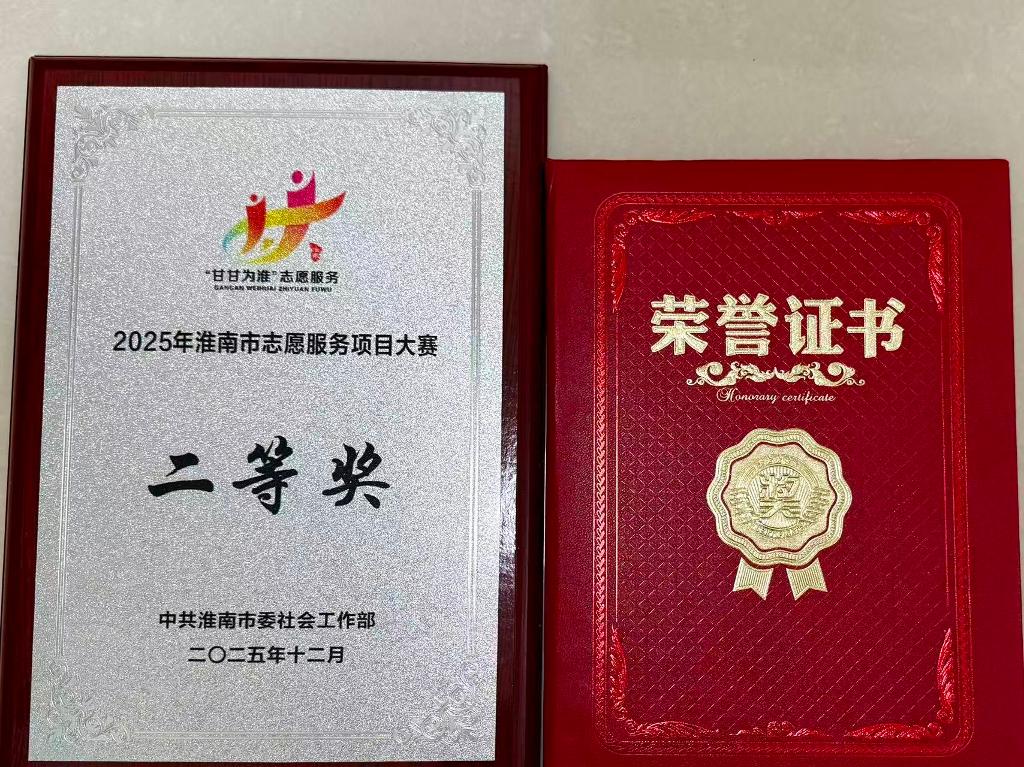 “甘甘为淮”志愿服务
GANGAN WEIHUAI ZHIYUAN FUWU
2025年淮南市志愿服务项目大赛
二等奖
中共淮南市委社会工作部
二〇二五年十二月
荣誉证书
Honorary certificate
奖